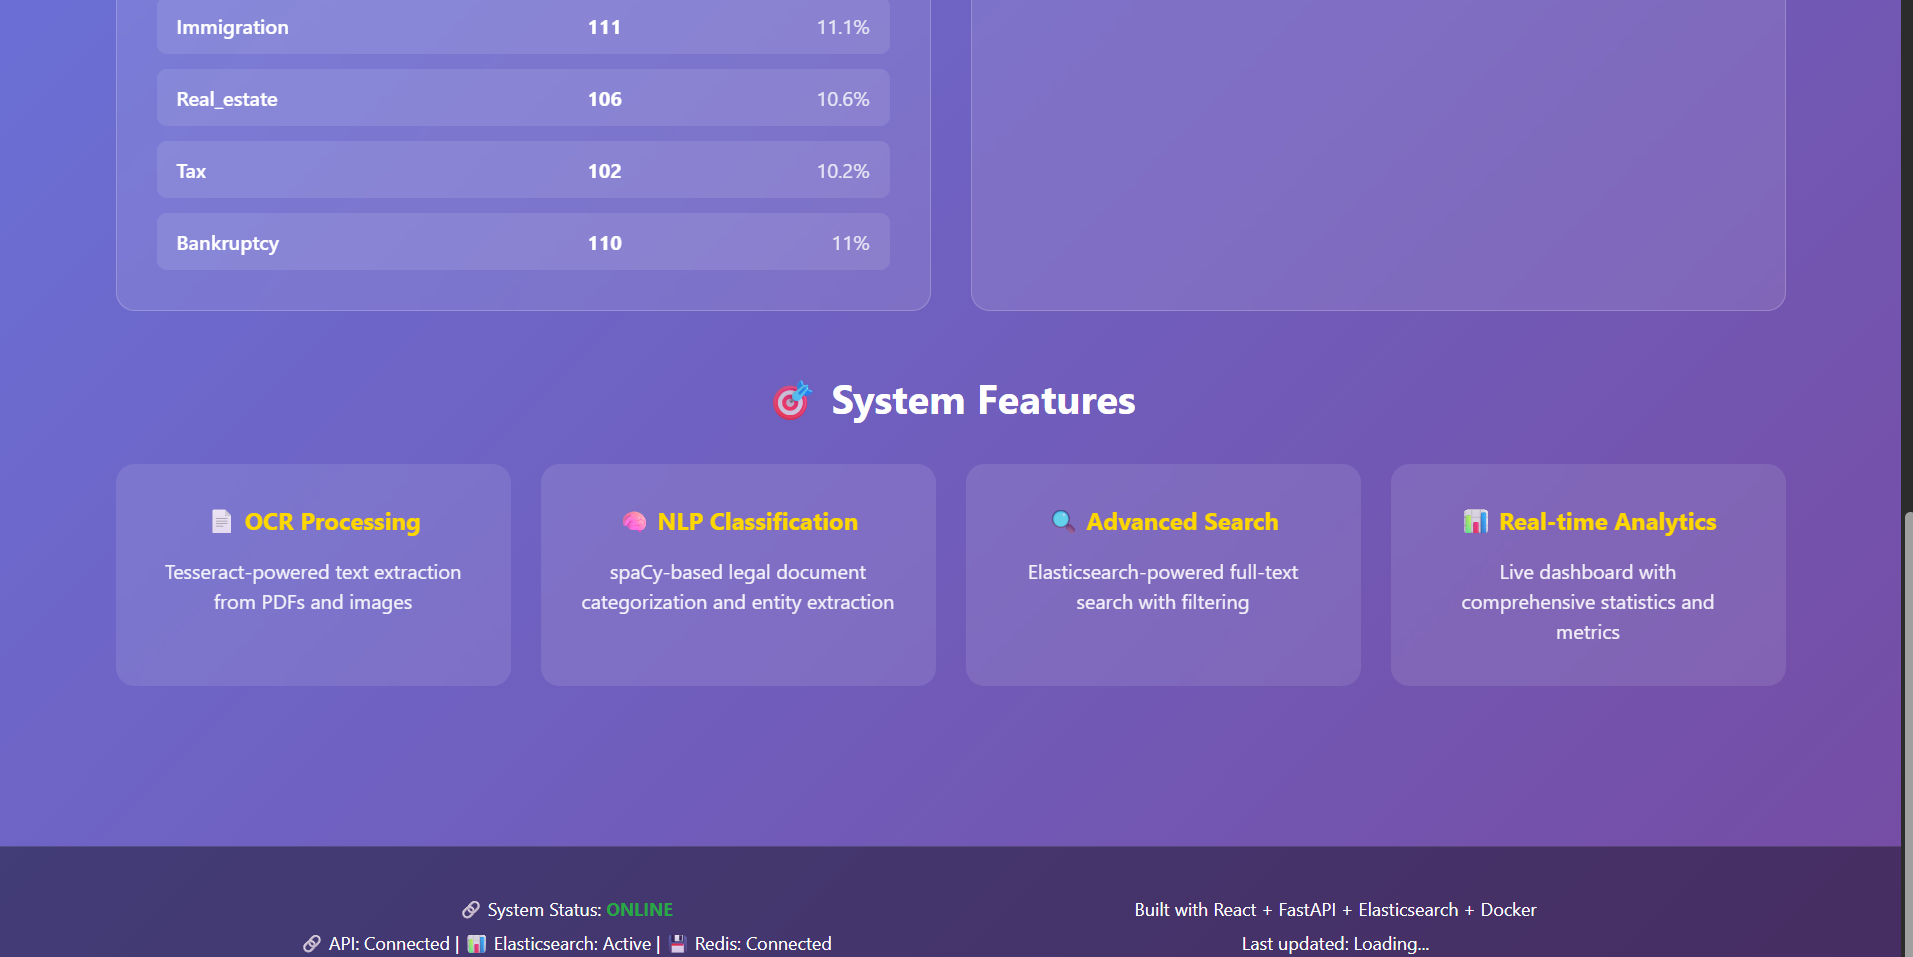 Immigration 111 11.1%
Real_estate 106 10.6%
Tax 102 10.2%
Bankruptcy 110 11%
System Features
OCR Processing
Tesseract-powered text extraction
from PDFs and images
NLP Classification
spaCy-based legal document
categorization and entity extraction
Advanced Search
Elasticsearch-powered full-text
search with filtering
Real-time Analytics
Live dashboard with
comprehensive statistics and
metrics
System Status: ONLINE
API: Connected | Elasticsearch: Active | Redis: Connected
Built with React + FastAPI + Elasticsearch + Docker
Last updated: Loading...